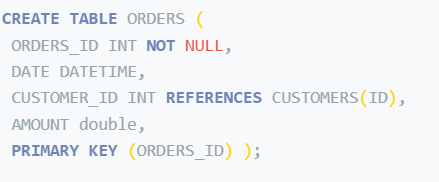 CREATE TABLE ORDERS (
ORDERS_ID INT NOT NULL,
DATE DATETIME,
CUSTOMER_ID INT REFERENCES CUSTOMERS(ID),
AMOUNT double,
PRIMARY KEY (ORDERS_ID) );